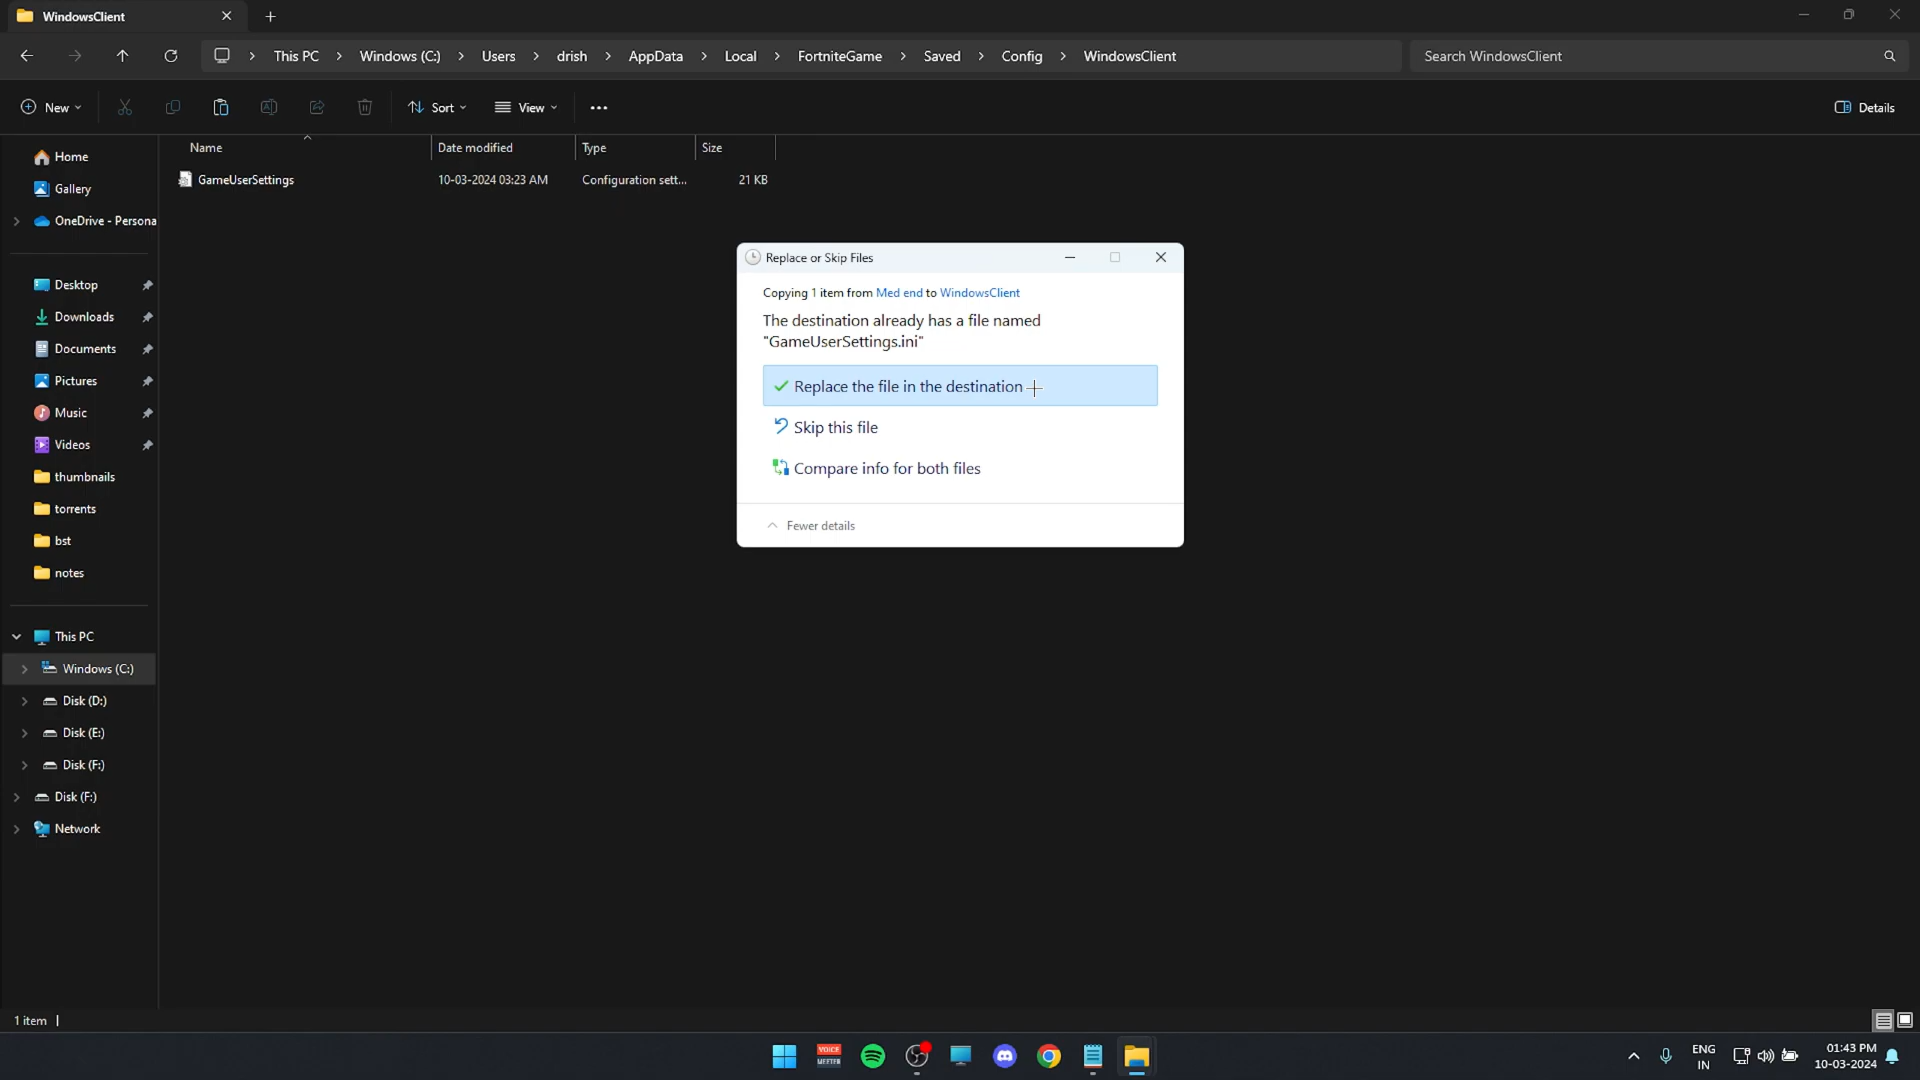 WindowsClient
This PC > Windows (C:) > Users > drish > AppData > Local > FortniteGame > Saved > Config > WindowsClient
Search WindowsClient
New
Sort
View
Details
Name
Date modified
Type
Size
GameUserSettings
10-03-2024 03:23 AM
Configuration sett...
21 KB
Home
Gallery
OneDrive - Persona
Desktop
Downloads
Documents
Pictures
Music
Videos
thumbnails
torrents
bst
notes
This PC
Windows (C:)
Disk (D:)
Disk (E:)
Disk (F:)
Disk (F:)
Network
Replace or Skip Files
Copying 1 item from Med end to WindowsClient
The destination already has a file named
"GameUserSettings.ini"
Replace the file in the destination
Skip this file
Compare info for both files
Fewer details
1 item
VOICE
MEETER
ENG
IN
01:43 PM
10-03-2024